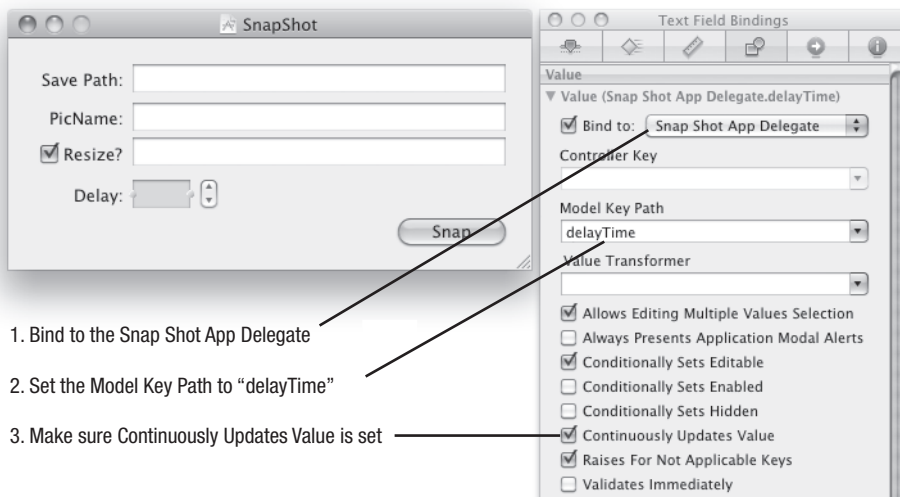 SnapShot
Save Path:
PicName:
Resize?
Delay:
Snap
1. Bind to the Snap Shot App Delegate
2. Set the Model Key Path to “delayTime”
3. Make sure Continuously Updates Value is set
Text Field Bindings
Value
Value (Snap Shot App Delegate.delayTime)
Bind to: Snap Shot App Delegate
Controller Key
Model Key Path
delayTime
Value Transformer
Allows Editing Multiple Values Selection
Always Presents Application Modal Alerts
Conditionally Sets Editable
Conditionally Sets Enabled
Conditionally Sets Hidden
Continuously Updates Value
Raises For Not Applicable Keys
Validates Immediately